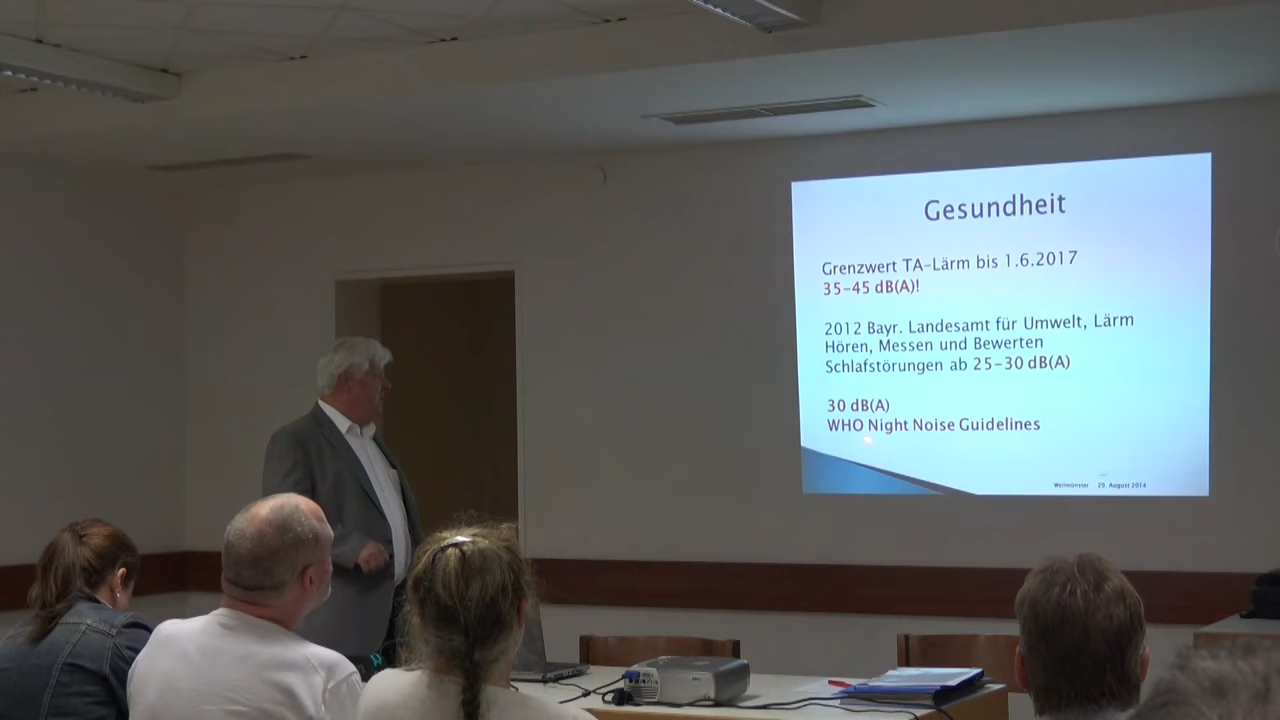 Gesundheit
Grenzwert TA-Lärm bis 1.6.2017
35-45 dB(A)!
2012 Bayr. Landesamt für Umwelt, Lärm
Hören, Messen und Bewerten
Schlafstörungen ab 25-30 dB(A)
30 dB(A)
WHO Night Noise Guidelines
Weilmünster 29. August 2014